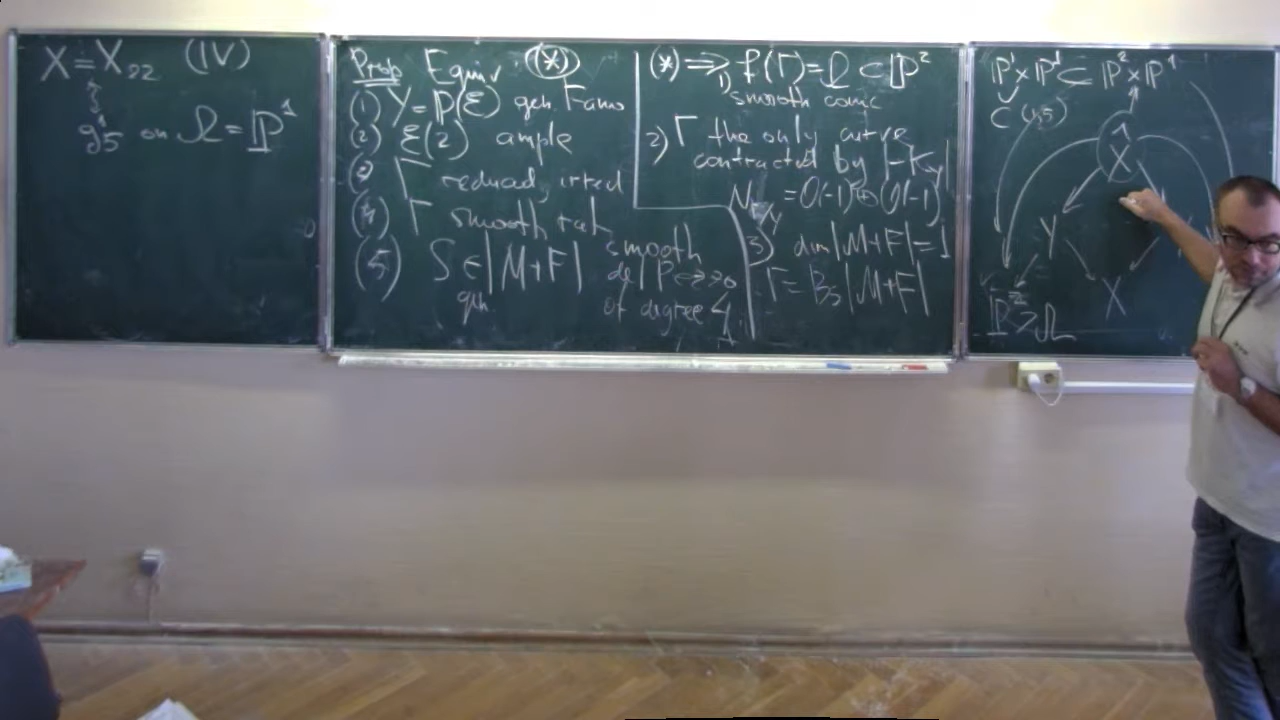 X = X₂₂ (IV)
g¹₅ on Ω = ℙ¹
Prop Equiv (*)
(1) Y = ℙ(ℰ) gen. Fano
(2) ℰ(2) ample
(3) Γ reduced, irred
(4) Γ smooth rat
(5) S ∈ |M+F| smooth
gen
of degree 4
(*) ⟹ 1) f(Γ) = Ω ⊂ ℙ²
smooth conic
2) Γ the only curve
contracted by |-K_Y|
= O(-1) ⊕ O(-1)
3) dim |M+F| = 1
Γ = Bs |M+F|
ℙ¹ × ℙ¹ ⊂ ℙ² × ℙ¹
C (1,5)
X̂
Y
X
ℙ² ⊃ Ω